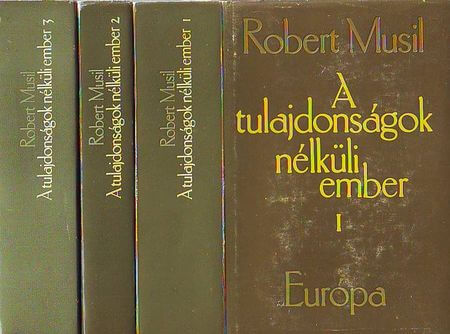 Robert Musil
A tulajdonságok nélküli ember 3
Robert Musil
A tulajdonságok nélküli ember 2
Robert Musil
A tulajdonságok nélküli ember 1
Robert Musil
A
tulajdonságok
nélküli
ember
I
Európa